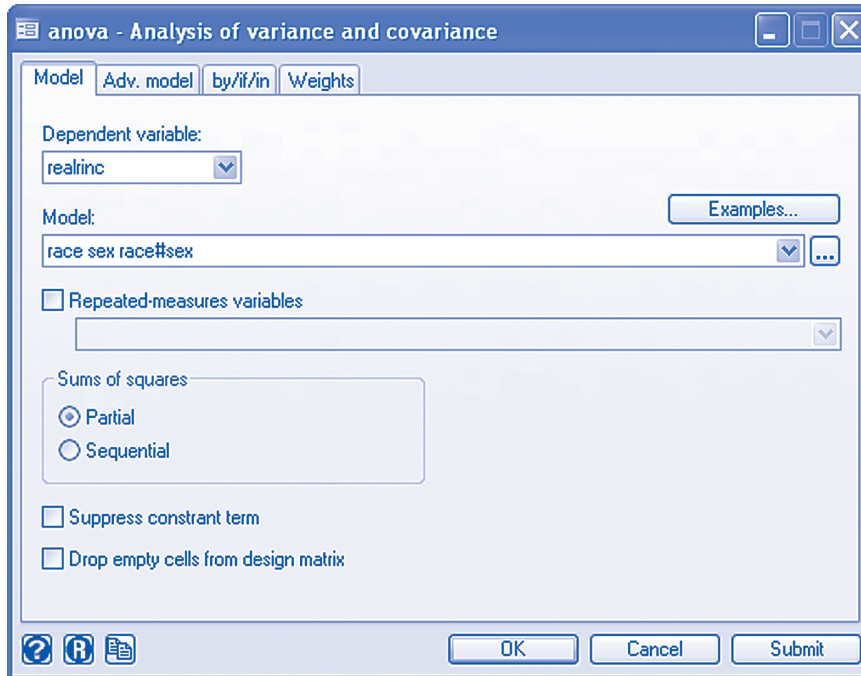 anova - Analysis of variance and covariance
Model Adv. model by/if/in Weights
Dependent variable:
realrinc
Examples...
Model:
race sex race#sex
...
Repeated-measures variables
Sums of squares
Partial
Sequential
Suppress constrant term
Drop empty cells from design matrix
? R OK Cancel Submit